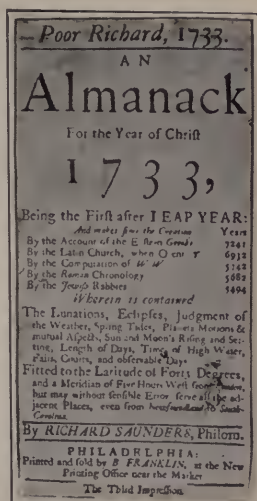 Poor Richard, 1733.
AN
Almanack
For the Year of Chriſt
1733,
Being the Firſt after LEAP YEAR:
And makes ſince the Creation Years
By the Account of the Eaſtern Greeks 7241
By the Latin Church, when O ent ♈ 6932
By the Computation of W W 5742
By the Roman Chronology 5682
By the Jewiſh Rabbies 5494
Wherein is contained
The Lunations, Eclipſes, Judgment of
the Weather, Spring Tides, Planets Motions &
mutual Aſpects, Sun and Moon's Riſing and Set-
ting, Length of Days, Time of High Water,
Fairs, Courts, and obſervable Days
Fitted to the Latitude of Forty Degrees,
and a Meridian of Five Hours Weſt from London,
but may without ſenſible Error, ſerve all the ad-
jacent Places, even from Newfoundland to South-
Carolina.
By RICHARD SAUNDERS, Philom.
PHILADELPHIA:
Printed and ſold by B. FRANKLIN, at the New
Printing Office near the Market
The Third Impreſſion.